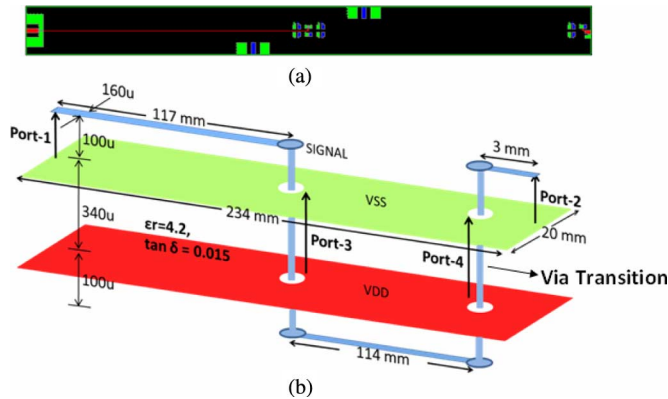 (a)
160u
117 mm
Port-1
100u
SIGNAL
3 mm
VSS
Port-2
340u
234 mm
20 mm
εr=4.2,
tan δ = 0.015
Port-3
Port-4
Via Transition
100u
VDD
114 mm
(b)